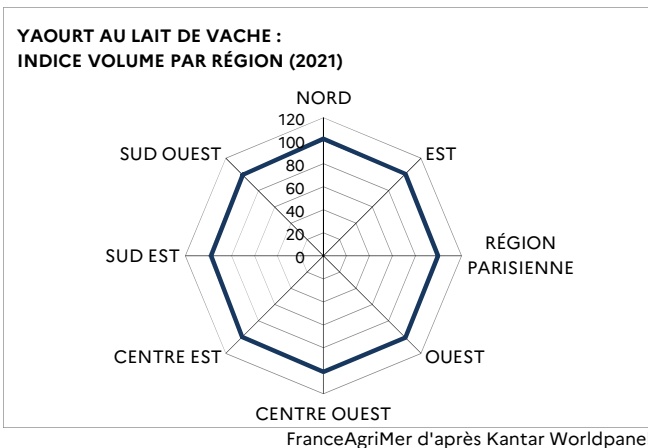 YAOURT AU LAIT DE VACHE :
INDICE VOLUME PAR RÉGION (2021)
NORD
EST
RÉGION
PARISIENNE
OUEST
CENTRE OUEST
CENTRE EST
SUD EST
SUD OUEST
120
100
80
60
40
20
0
FranceAgriMer d'après Kantar Worldpane